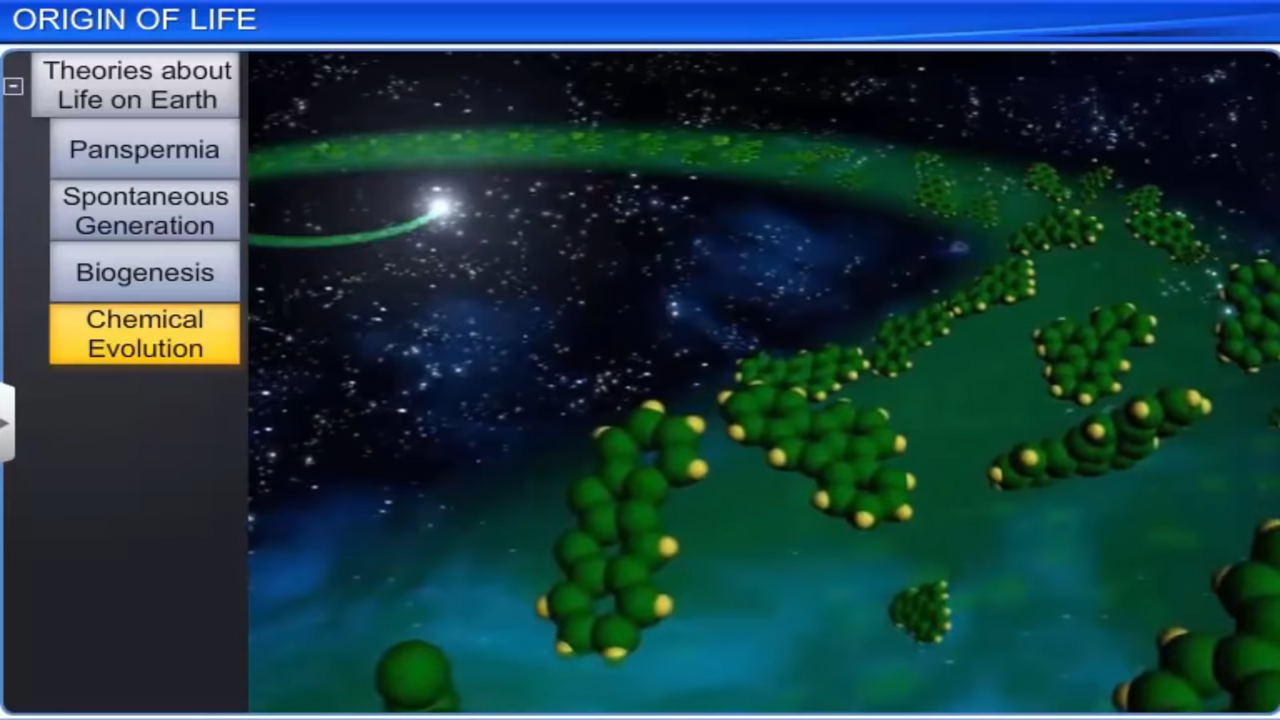 ORIGIN OF LIFE
Theories about
Life on Earth
Panspermia
Spontaneous
Generation
Biogenesis
Chemical
Evolution